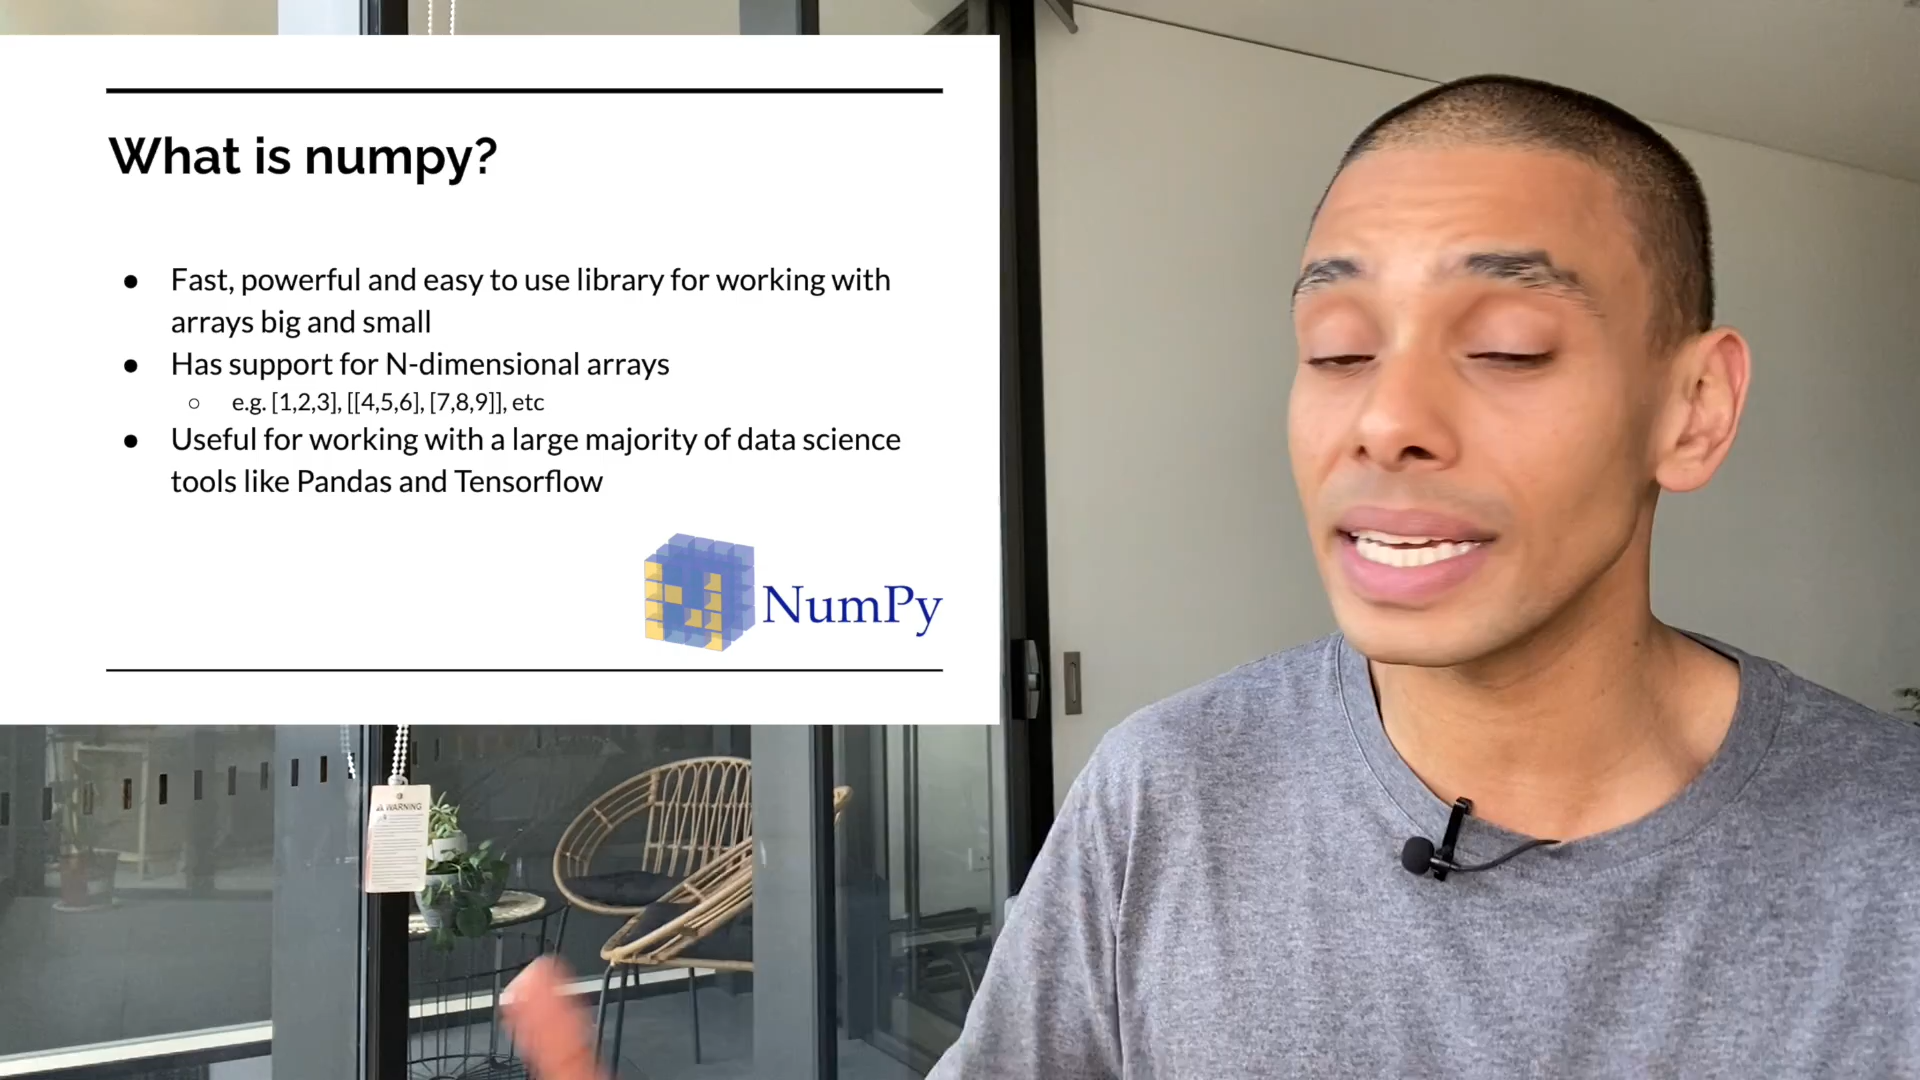 What is numpy?
● Fast, powerful and easy to use library for working with
arrays big and small
● Has support for N-dimensional arrays
○ e.g. [1,2,3], [[4,5,6], [7,8,9]], etc
● Useful for working with a large majority of data science
tools like Pandas and Tensorflow
NumPy
WARNING